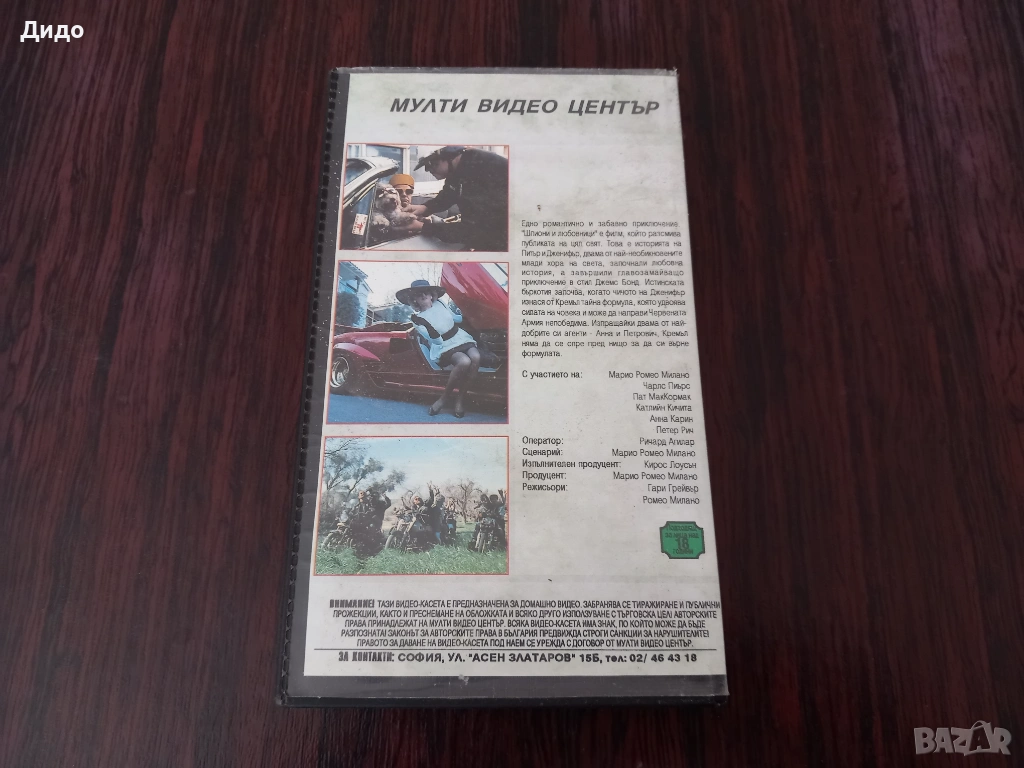 Дидо
МУЛТИ ВИДЕО ЦЕНТЪР
Едно романтично и забавно приключение.
"Шпиони и любовници" е филм, който разсмива
публиката на цял свят. Това е историята на
Питър и Дженифър, двама от най-необикновените
млади хора на света, започнали любовна
история, а завършили главозамайващо
приключение в стил Джемс Бонд. Истинската
бъркотия започва, когато чичото на Дженифър
изнася от Кремъл тайна формула, която удвоява
силата на човека и може да направи Червената
Армия непобедима. Изпращайки двама от най-
добрите си агенти - Анна и Петрович, Кремъл
няма да се спре пред нищо за да си върне
формулата.
С участието на: Марио Ромео Милано
Чарлс Пиърс
Пат МакКормак
Катлийн Кичита
Анна Карин
Петер Рич
Оператор: Ричард Агилар
Сценарий: Марио Ромео Милано
Изпълнителен продуцент: Кирос Лоусън
Продуцент: Марио Ромео Милано
Режисьори: Гари Грейвър
Ромео Милано
18
ВНИМАНИЕ! ТАЗИ ВИДЕО-КАСЕТА Е ПРЕДНАЗНАЧЕНА ЗА ДОМАШНО ВИДЕО. ЗАБРАНЯВА СЕ ТИРАЖИРАНЕ И ПУБЛИЧНИ
ПРОЖЕКЦИИ, КАКТО И ПРЕСНЕМАНЕ НА ОБЛОЖКАТА И ВСЯКО ДРУГО ИЗПОЛЗУВАНЕ С ТЪРГОВСКА ЦЕЛ! АВТОРСКИТЕ
ПРАВА ПРИНАДЛЕЖАТ НА МУЛТИ ВИДЕО ЦЕНТЪР. ВСЯКА ВИДЕО-КАСЕТА ИМА ЗНАК, ПО КОЙТО МОЖЕ ДА БЪДЕ
РАЗПОЗНАТА! ЗАКОНЪТ ЗА АВТОРСКИТЕ ПРАВА В БЪЛГАРИЯ ПРЕДВИЖДА СТРОГИ САНКЦИИ ЗА НАРУШИТЕЛИТЕ!
ПРАВОТО ЗА ДАВАНЕ НА ВИДЕО-КАСЕТА ПОД НАЕМ СЕ УРЕЖДА С ДОГОВОР ОТ МУЛТИ ВИДЕО ЦЕНТЪР.
ЗА КОНТАКТИ: СОФИЯ, УЛ. "АСЕН ЗЛАТАРОВ" 15Б, тел: 02/ 46 43 18
BAZAR